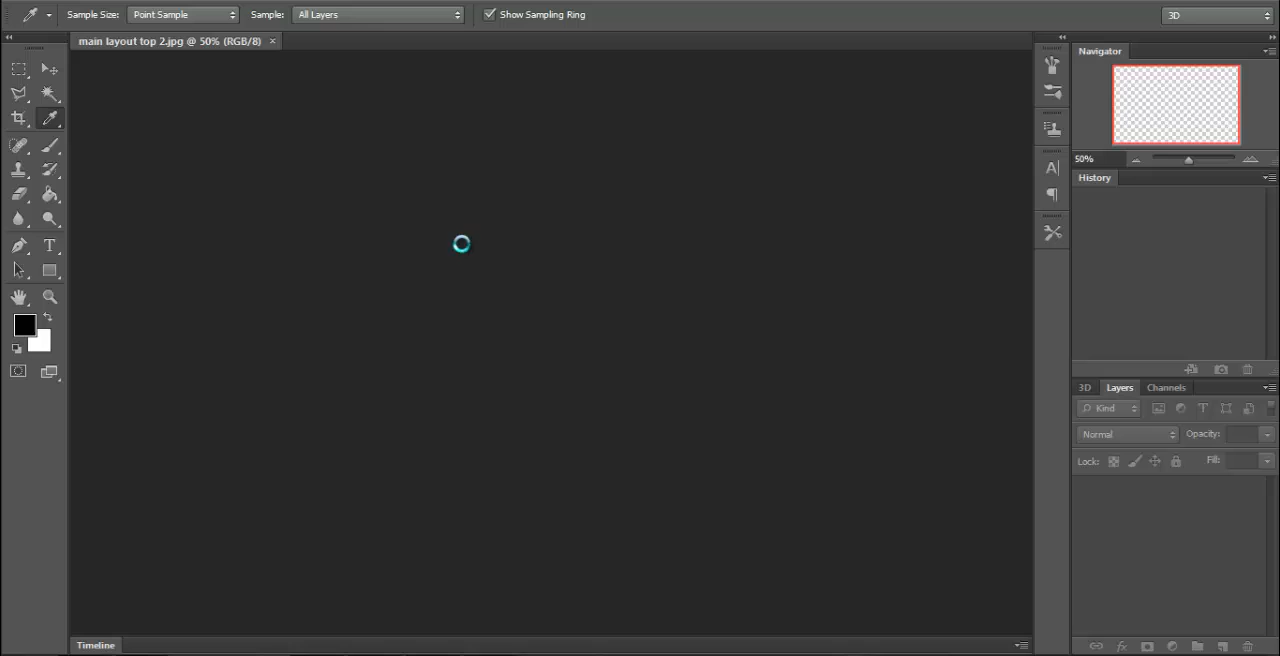 Sample Size: Point Sample Sample: All Layers Show Sampling Ring 3D
main layout top 2.jpg @ 50% (RGB/8) ×
Navigator
50%
History
3D Layers Channels
Kind
Normal Opacity:
Lock: Fill:
Timeline